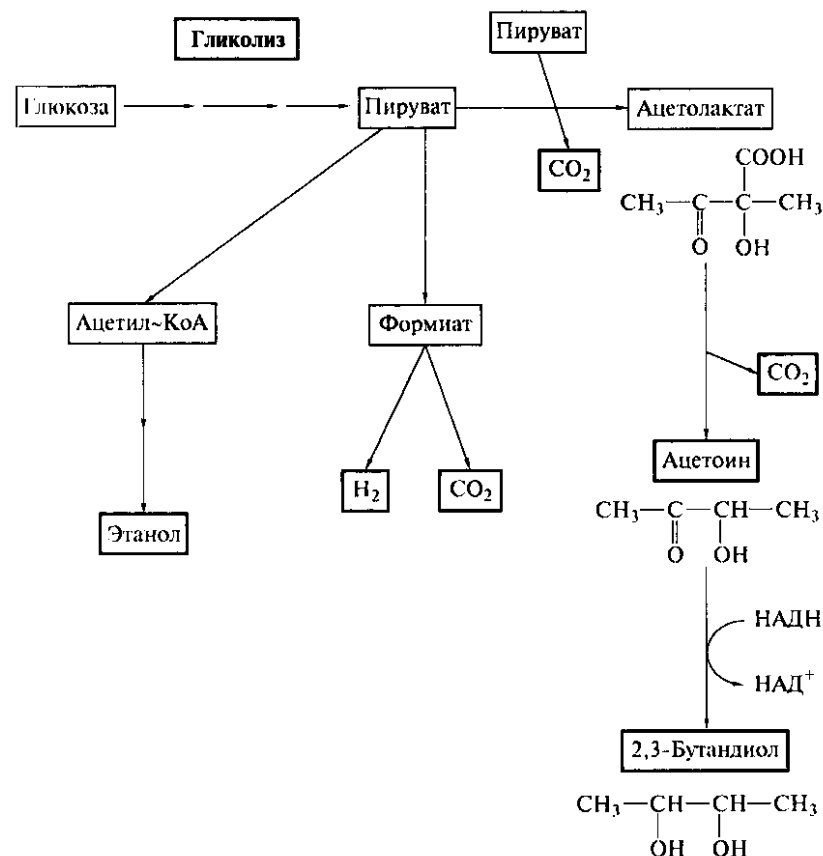 Гликолиз
Пируват
Глюкоза
Пируват
Ацетолактат
CO₂
COOH
CH₃—C—C—CH₃
O OH
Ацетил~КоА
Формиат
CO₂
Ацетоин
H₂
CO₂
CH₃—C—CH—CH₃
O OH
Этанол
НАДН
НАД⁺
2,3-Бутандиол
CH₃—CH—CH—CH₃
OH OH